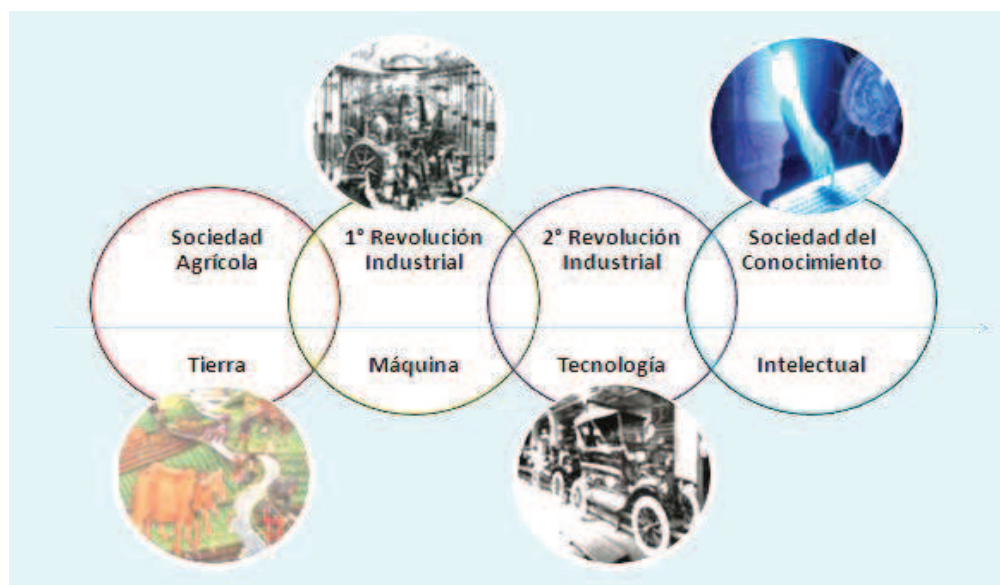 Sociedad
Agrícola
1° Revolución
Industrial
2° Revolución
Industrial
Sociedad del
Conocimiento
Tierra
Máquina
Tecnología
Intelectual